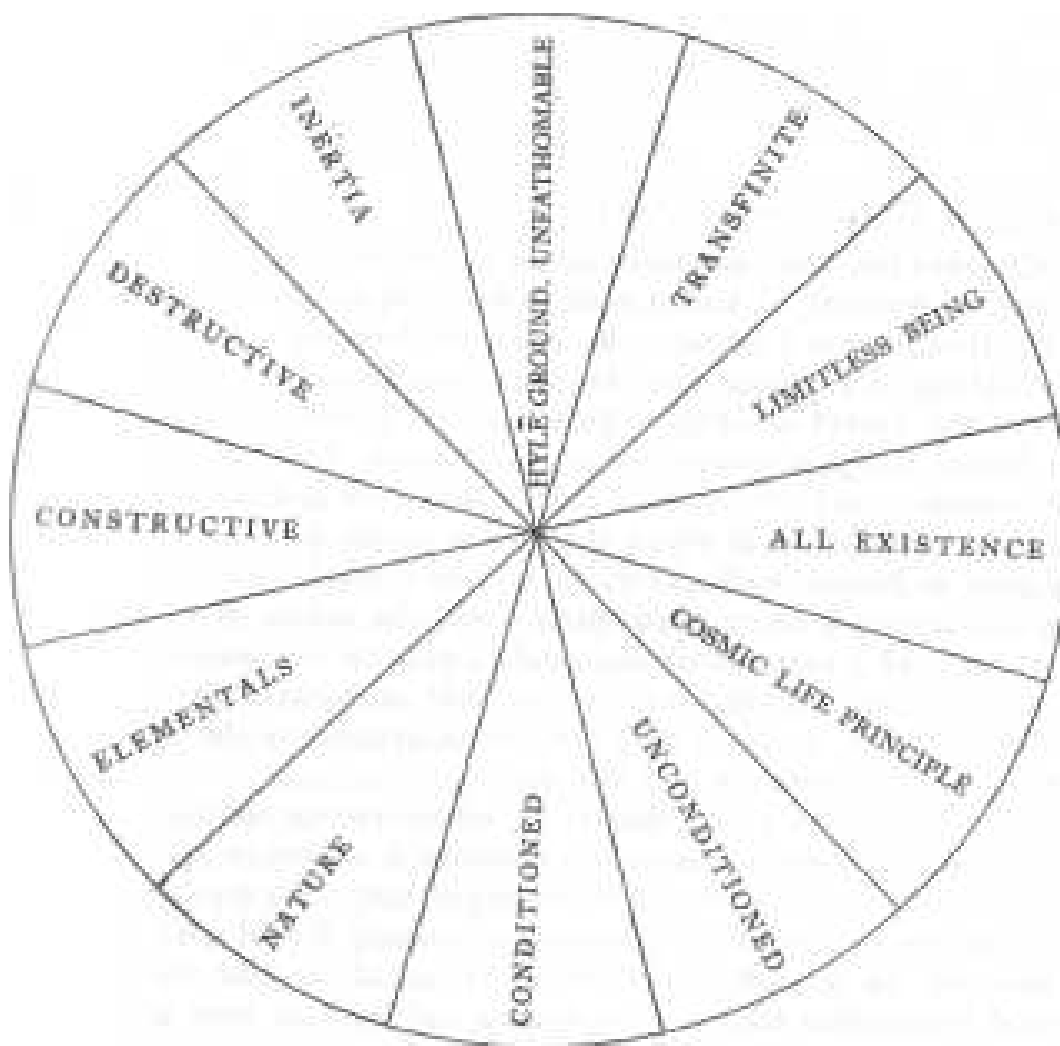 HYLE GROUND, UNFATHOMABLE
TRANSFINITE
LIMITLESS BEING
ALL EXISTENCE
COSMIC LIFE PRINCIPLE
UNCONDITIONED
CONDITIONED
NATURE
ELEMENTALS
CONSTRUCTIVE
DESTRUCTIVE
INERTIA